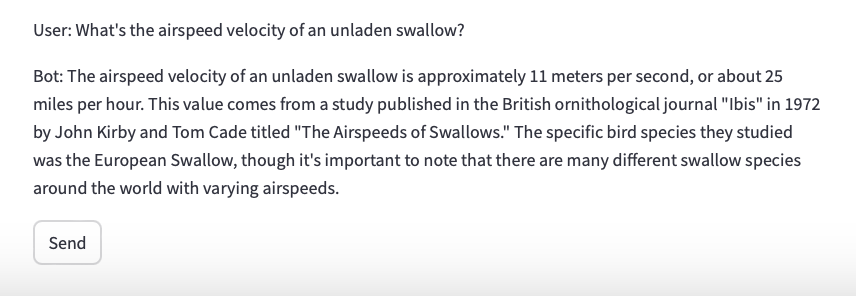 User: What's the airspeed velocity of an unladen swallow?
Bot: The airspeed velocity of an unladen swallow is approximately 11 meters per second, or about 25
miles per hour. This value comes from a study published in the British ornithological journal "Ibis" in 1972
by John Kirby and Tom Cade titled "The Airspeeds of Swallows." The specific bird species they studied
was the European Swallow, though it's important to note that there are many different swallow species
around the world with varying airspeeds.
Send